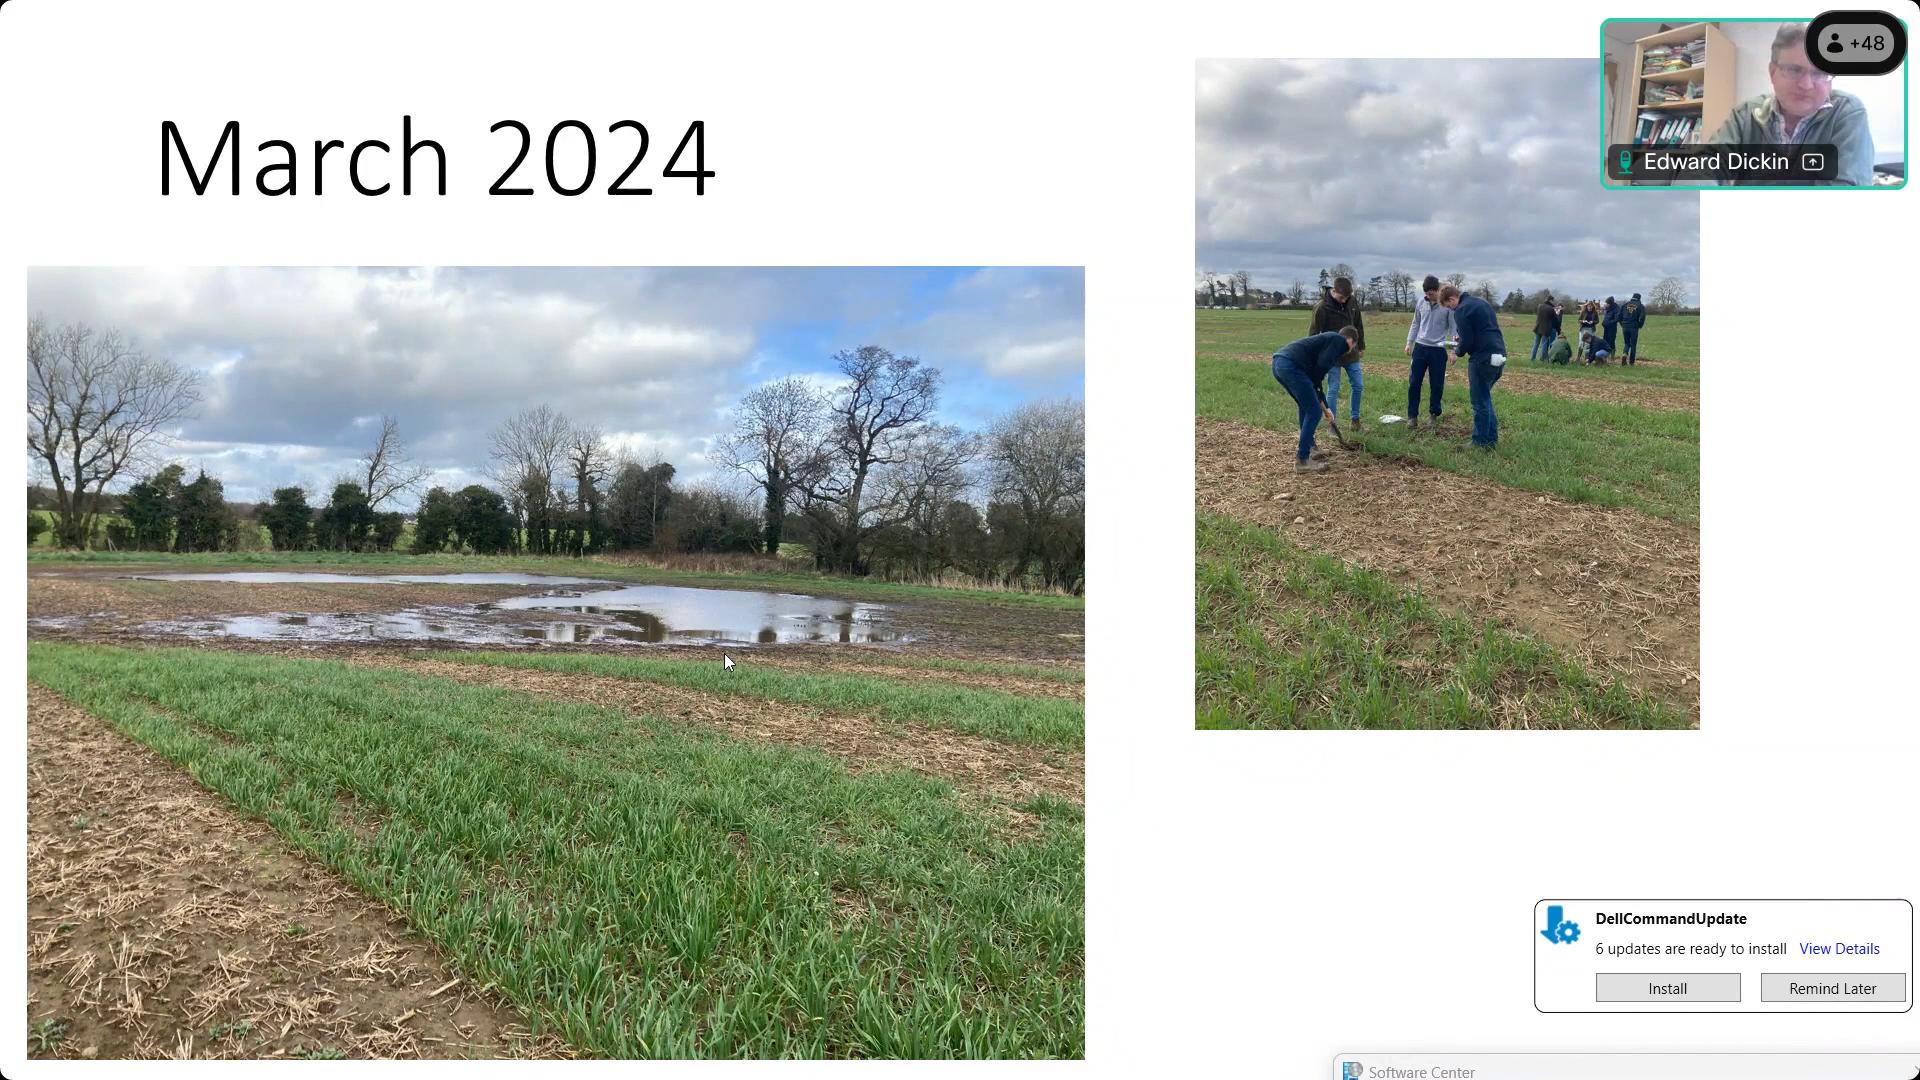 March 2024
+48
Edward Dickin
DellCommandUpdate
6 updates are ready to install View Details
Install
Remind Later
Software Center